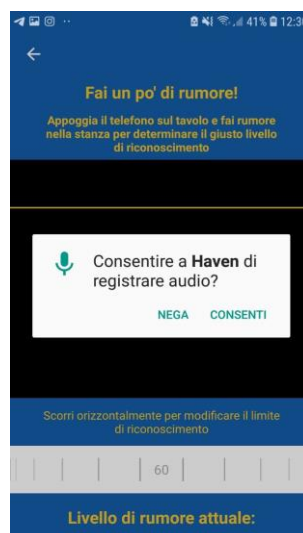 41% 12:30
Fai un po' di rumore!
Appoggia il telefono sul tavolo e fai rumore
nella stanza per determinare il giusto livello
di riconoscimento
Consentire a Haven di
registrare audio?
NEGA CONSENTI
Scorri orizzontalmente per modificare il limite
di riconoscimento
60
Livello di rumore attuale: